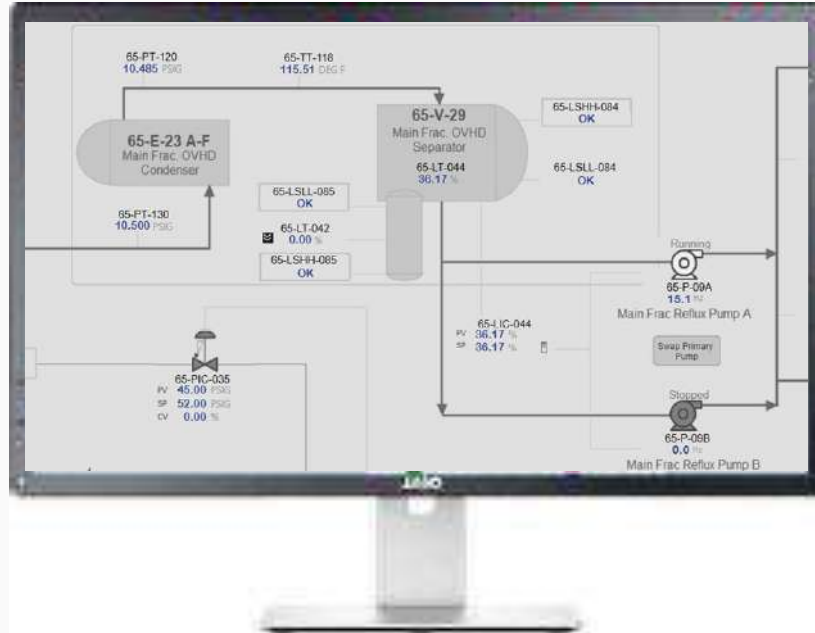 65-PT-120
10.485 PSIG
65-TT-118
115.51 DEG F
65-E-23 A-F
Main Frac. OVHD
Condenser
65-V-29
Main Frac. OVHD
Separator
65-LT-044
36.17 %
65-LSHH-084
OK
65-LSLL-084
OK
65-LSLL-085
OK
65-LT-042
0.00 %
65-LSHH-085
OK
65-PT-130
10.500 PSIG
Running
65-P-09A
15.1 Hz
Main Frac Reflux Pump A
65-LIC-044
PV 36.17 %
SP 36.17 %
Swap Primary
Pump
65-PIC-035
PV 45.00 PSIG
SP 52.00 PSIG
CV 0.00 %
Stopped
65-P-09B
0.0 Hz
Main Frac Reflux Pump B